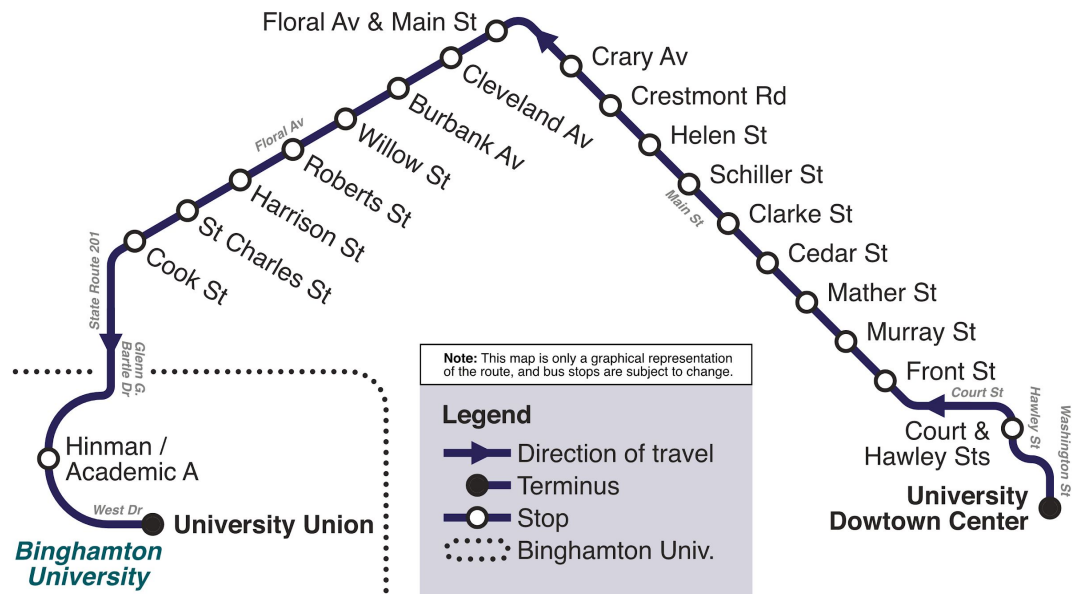 Floral Av & Main St
Crary Av
Cleveland Av
Crestmont Rd
Burbank Av
Helen St
Willow St
Floral Av
Schiller St
Roberts St
Main St
Clarke St
Harrison St
St Charles St
Cedar St
Cook St
State Route 201
Mather St
Murray St
Glenn G.
Bartle Dr
Note: This map is only a graphical representation
of the route, and bus stops are subject to change.
Front St
Court St
Hawley St
Washington St
Legend
Direction of travel
Terminus
Stop
Binghamton Univ.
Court &
Hawley Sts
Hinman /
Academic A
University
Dowtown Center
West Dr
University Union
Binghamton
University